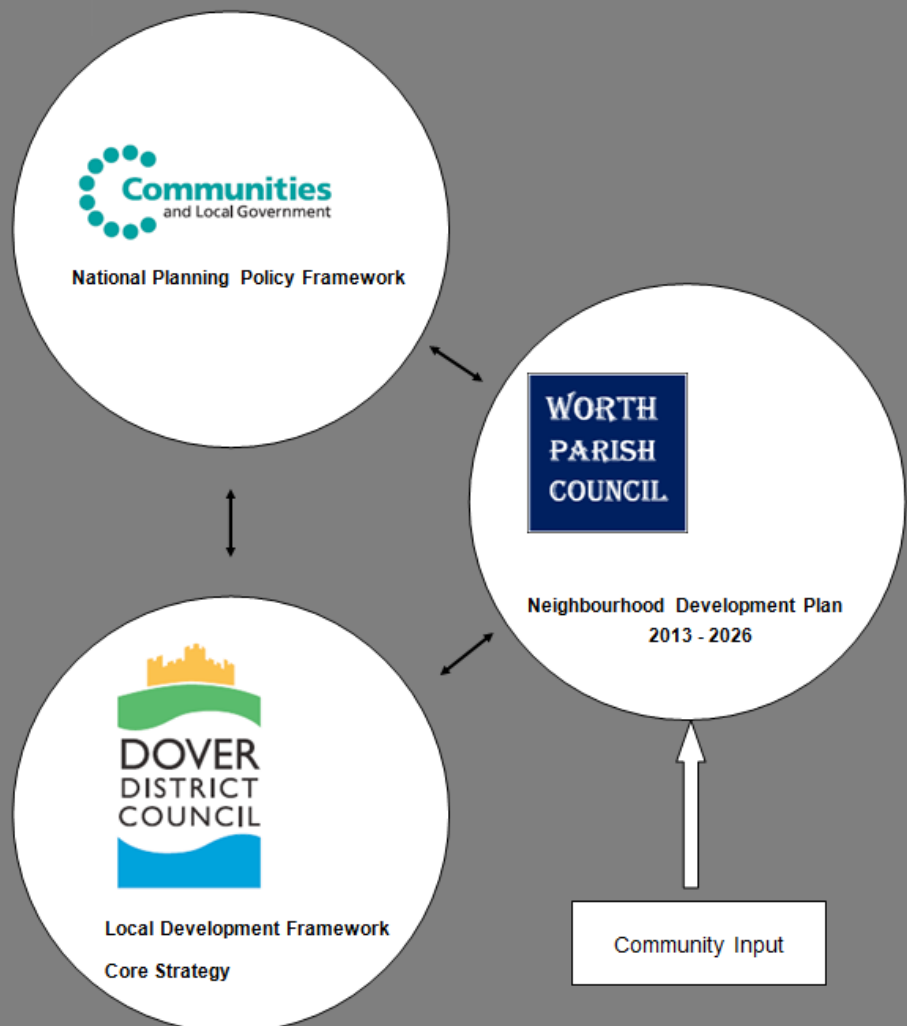 Communities
and Local Government
National Planning Policy Framework
WORTH
PARISH
COUNCIL
Neighbourhood Development Plan
2013 - 2026
DOVER
DISTRICT
COUNCIL
Local Development Framework
Core Strategy
Community Input